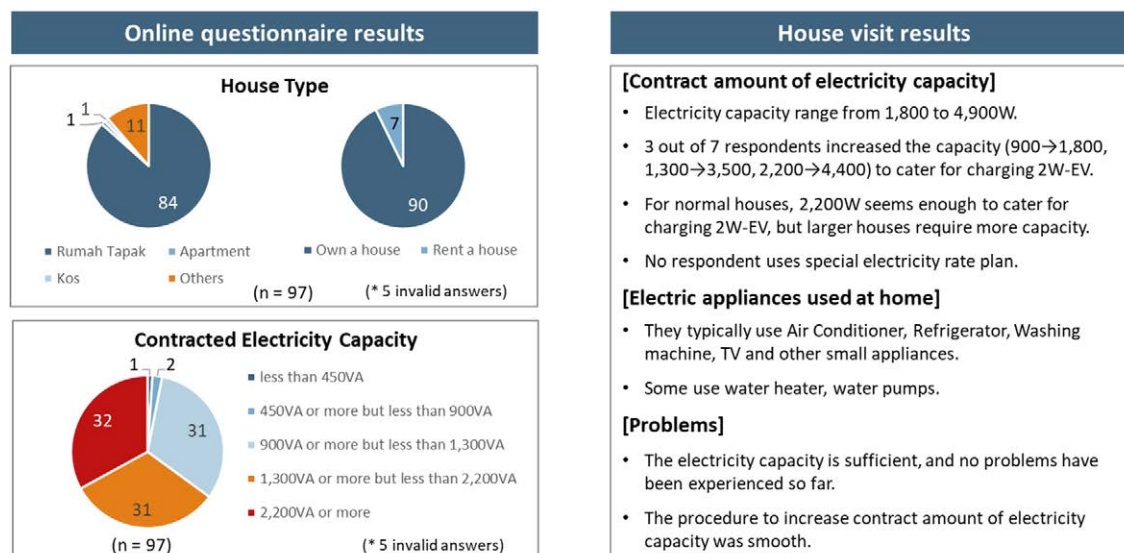 Online questionnaire results
House Type
1
1
11
84
7
90
Rumah Tapak
Apartment
Kos
Others
Own a house
Rent a house
(n = 97)
(* 5 invalid answers)
Contracted Electricity Capacity
1
2
31
31
32
less than 450VA
450VA or more but less than 900VA
900VA or more but less than 1,300VA
1,300VA or more but less than 2,200VA
2,200VA or more
(n = 97)
(* 5 invalid answers)
House visit results
[Contract amount of electricity capacity]
• Electricity capacity range from 1,800 to 4,900W.
• 3 out of 7 respondents increased the capacity (900→1,800,
1,300→3,500, 2,200→4,400) to cater for charging 2W-EV.
• For normal houses, 2,200W seems enough to cater for
charging 2W-EV, but larger houses require more capacity.
• No respondent uses special electricity rate plan.
[Electric appliances used at home]
• They typically use Air Conditioner, Refrigerator, Washing
machine, TV and other small appliances.
• Some use water heater, water pumps.
[Problems]
• The electricity capacity is sufficient, and no problems have
been experienced so far.
• The procedure to increase contract amount of electricity
capacity was smooth.